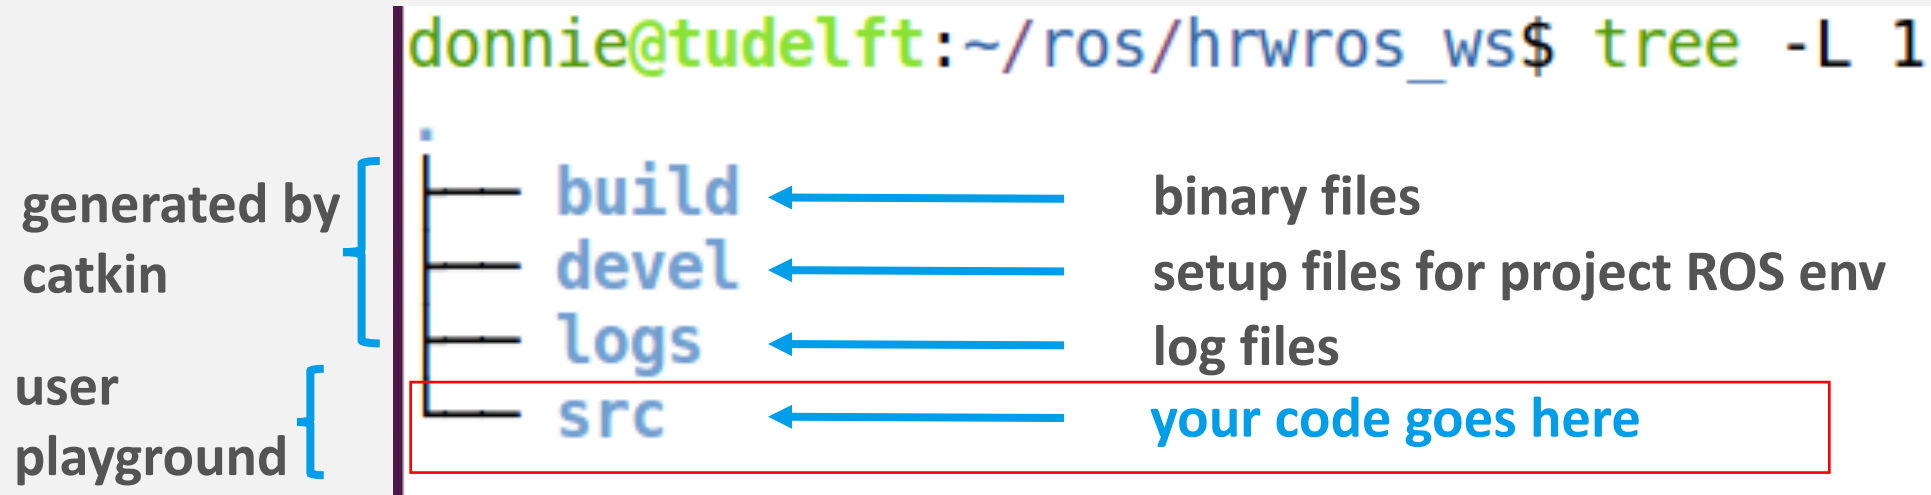 donnie@tudelft:~/ros/hrwros_ws$ tree -L 1
.
generated by
catkin
├── build
├── devel
├── logs
binary files
setup files for project ROS env
log files
user
playground
└── src
your code goes here